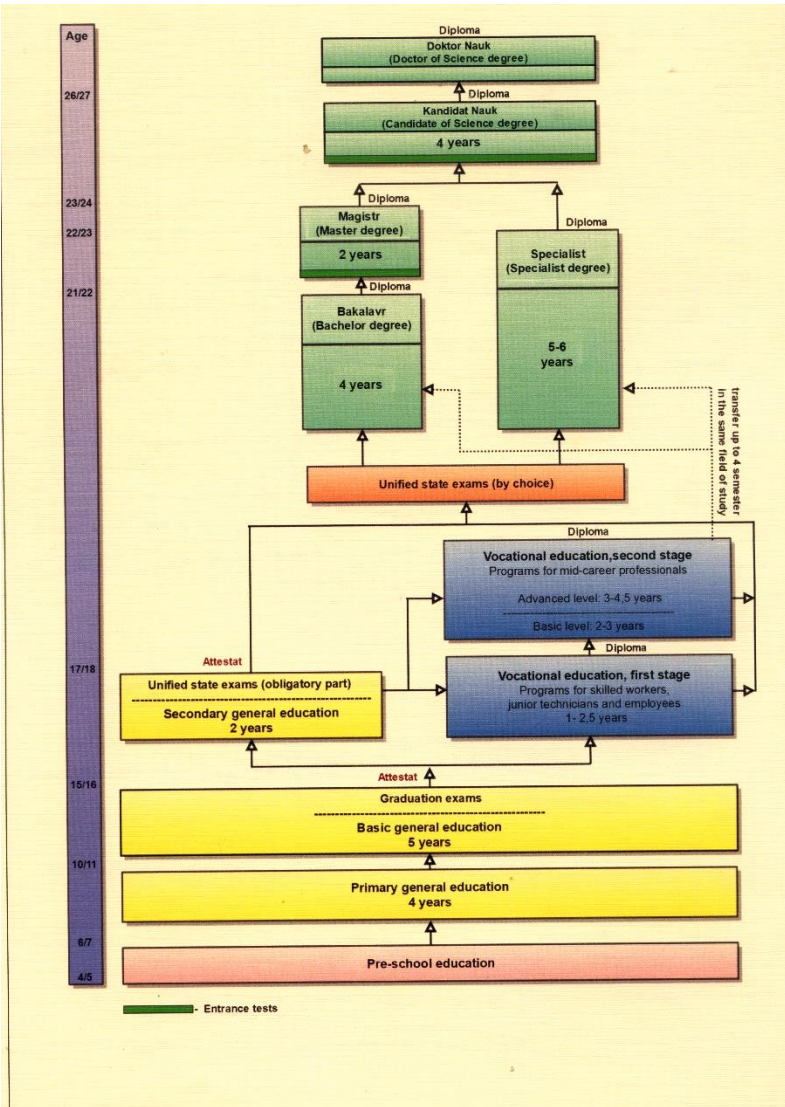 Age
26/27
23/24
22/23
21/22
17/18
15/16
10/11
6/7
4/5
Diploma
Doktor Nauk
(Doctor of Science degree)
Diploma
Kandidat Nauk
(Candidate of Science degree)
4 years
Diploma
Magistr
(Master degree)
2 years
Diploma
Bakalavr
(Bachelor degree)
4 years
Diploma
Specialist
(Specialist degree)
5-6
years
transfer up to 4 semester
in the same field of study
Unified state exams (by choice)
Diploma
Vocational education,second stage
Programs for mid-career professionals
Advanced level: 3-4,5 years
Basic level: 2-3 years
Diploma
Vocational education, first stage
Programs for skilled workers,
junior technicians and employees
1- 2,5 years
Attestat
Unified state exams (obligatory part)
Secondary general education
2 years
Attestat
Graduation exams
Basic general education
5 years
Primary general education
4 years
Pre-school education
- Entrance tests